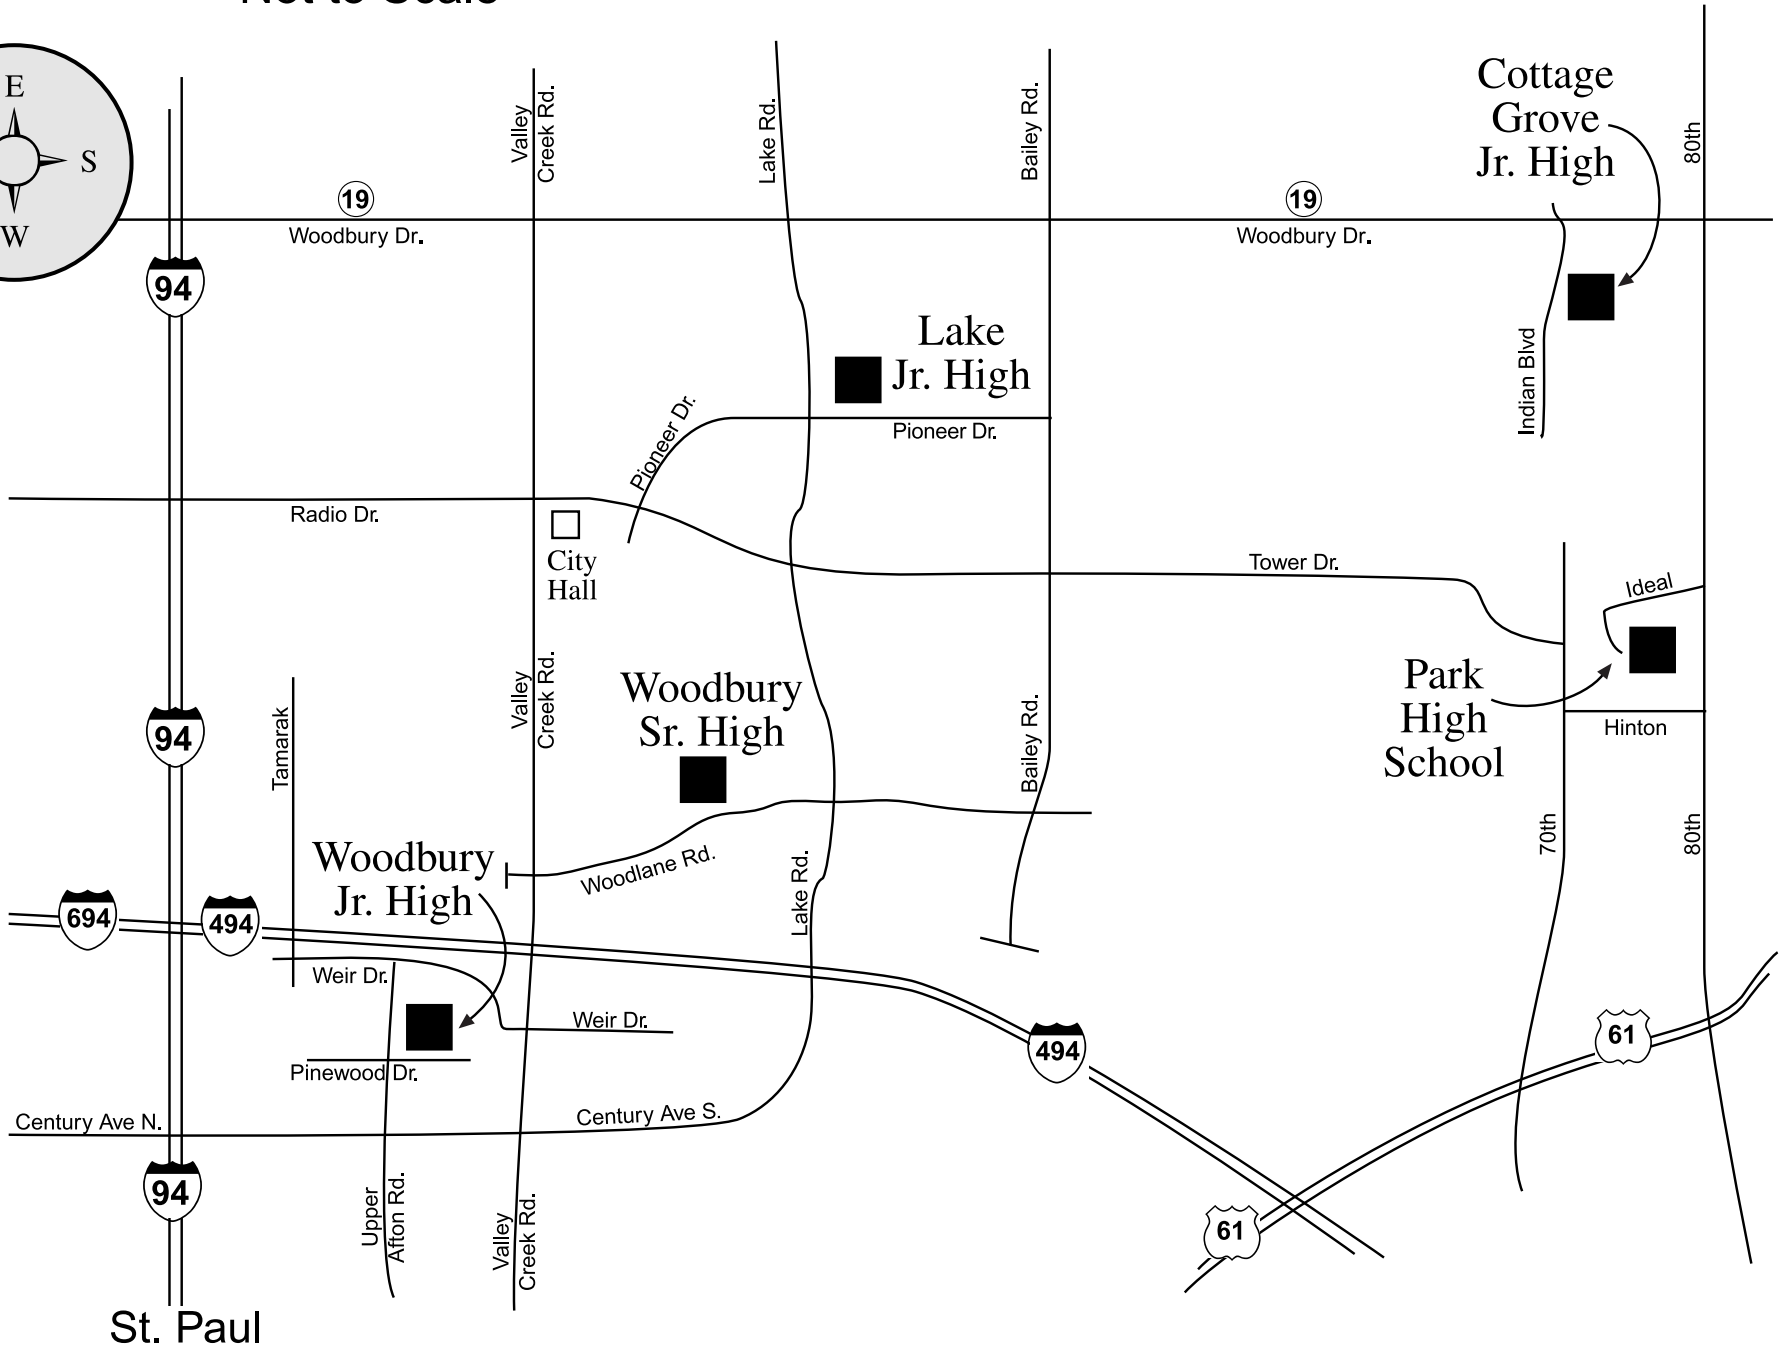 Not to Scale
E
S
W
Valley
Creek Rd.
Lake Rd.
Bailey Rd.
Cottage
Grove
Jr. High
80th
19
Woodbury Dr.
19
Woodbury Dr.
94
Lake
Jr. High
Indian Blvd
Pioneer Dr.
Pioneer Dr.
Radio Dr.
City
Hall
Tower Dr.
Ideal
Woodbury
Sr. High
Valley
Creek Rd.
Bailey Rd.
Park
High
School
Hinton
94
Tamarak
70th
80th
Woodbury
Jr. High
Woodlane Rd.
Lake Rd.
694
494
Weir Dr.
Weir Dr.
494
61
Pinewood Dr.
Century Ave N.
Century Ave S.
94
Upper
Afton Rd.
Valley
Creek Rd.
61
St. Paul